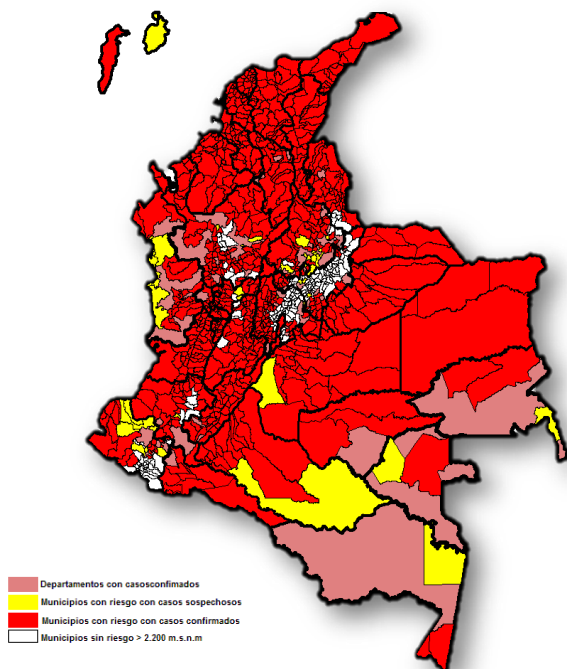 Departamentos con casosconfimados
Municipios con riesgo con casos sospechosos
Municipios con riesgo con casos confirmados
Municipios sin riesgo > 2.200 m.s.n.m